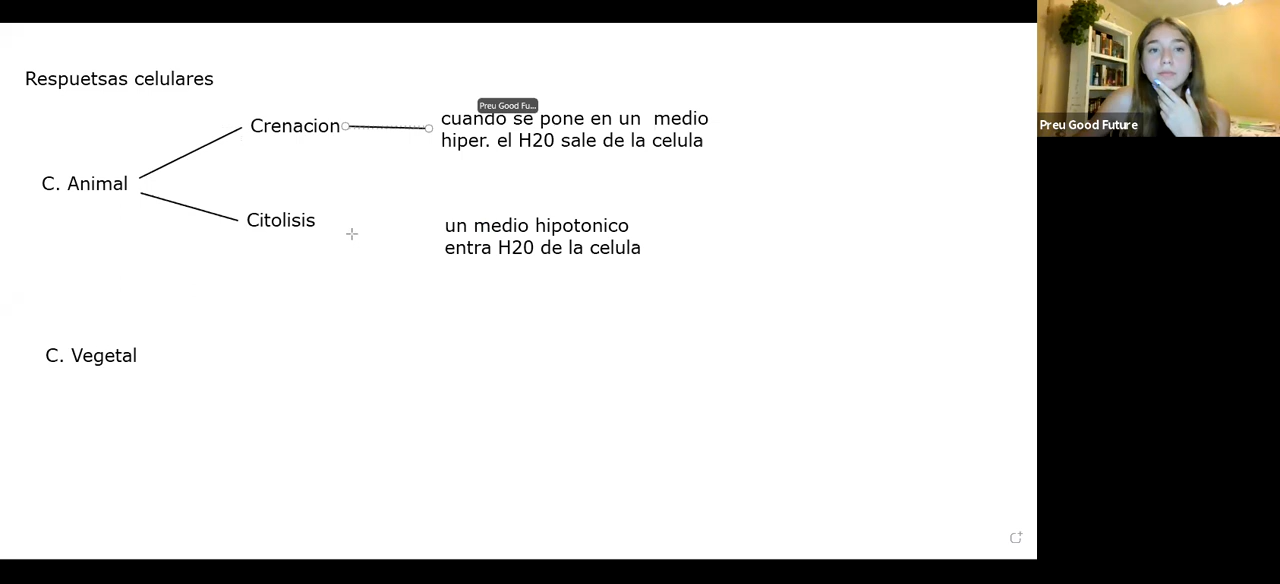 Respuetsas celulares
Preu Good Fu...
Crenacion
cuando se pone en un medio
hiper. el H20 sale de la celula
C. Animal
Citolisis
un medio hipotonico
entra H20 de la celula
C. Vegetal
Preu Good Future